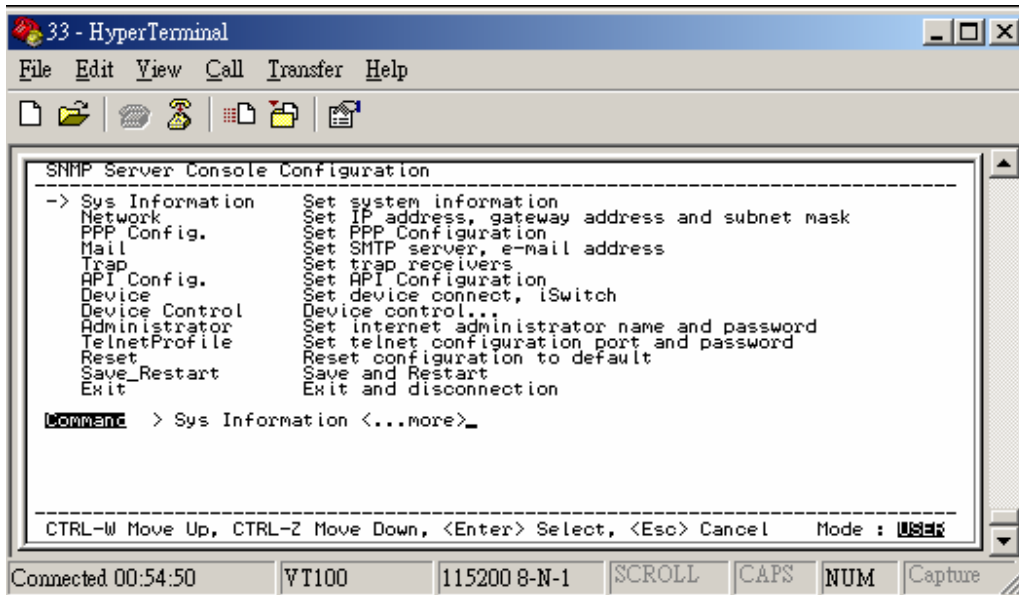 33 - HyperTerminal
File Edit View Call Transfer Help
SNMP Server Console Configuration
-> Sys Information Set system information
Network Set IP address, gateway address and subnet mask
PPP Config. Set PPP Configuration
Mail Set SMTP server, e-mail address
Trap Set trap receivers
API Config. Set API Configuration
Device Set device connect, iSwitch
Device Control Device control...
Administrator Set internet administrator name and password
TelnetProfile Set telnet configuration port and password
Reset Reset configuration to default
Save_Restart Save and Restart
Exit Exit and disconnection
Command > Sys Information <...more>_
CTRL-W Move Up, CTRL-Z Move Down, <Enter> Select, <Esc> Cancel Mode : USER
Connected 00:54:50 VT100 115200 8-N-1 SCROLL CAPS NUM Capture